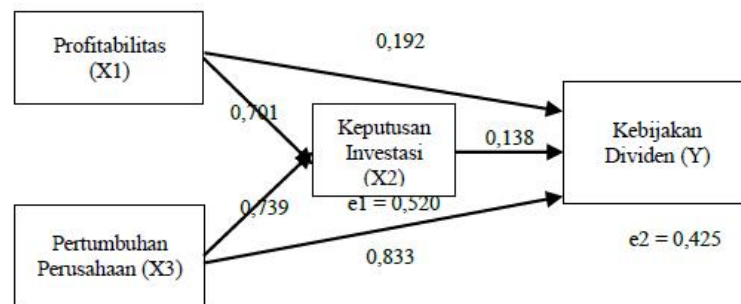 Profitabilitas
(X1)
0,192
0,701
Keputusan
Investasi
(X2)
0,138
Kebijakan
Dividen (Y)
0,739
e1 = 0,520
Pertumbuhan
Perusahaan (X3)
0,833
e2 = 0,425